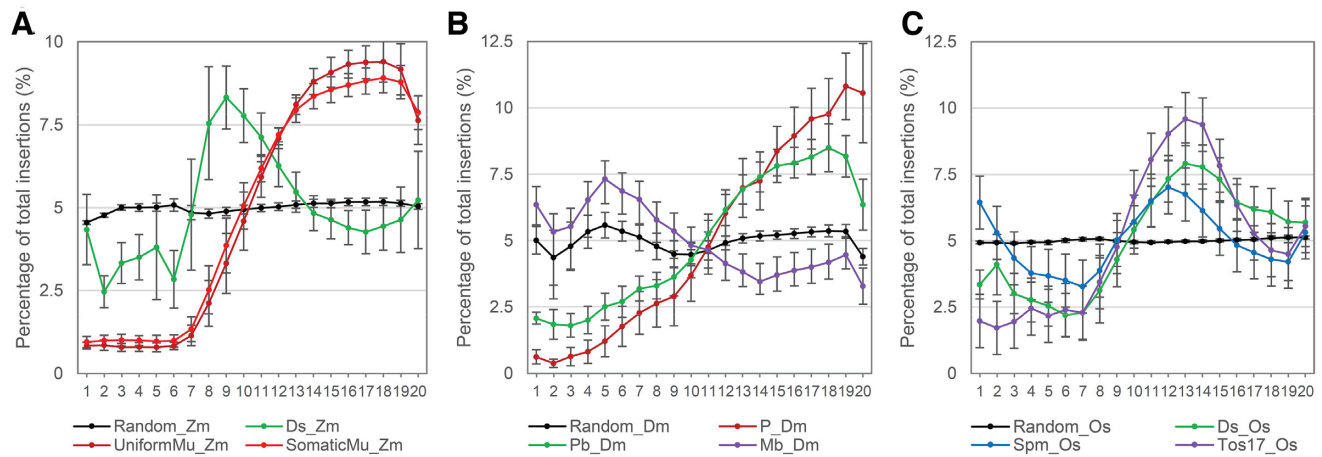 A
Percentage of total insertions (%)
10
7.5
5
2.5
0
1 2 3 4 5 6 7 8 9 10 11 12 13 14 15 16 17 18 19 20
Random_Zm Ds_Zm
UniformMu_Zm SomaticMu_Zm
B
Percentage of total insertions (%)
12.5
10
7.5
5
2.5
0
1 2 3 4 5 6 7 8 9 10 11 12 13 14 15 16 17 18 19 20
Random_Dm P_Dm
Pb_Dm Mb_Dm
C
Percentage of total insertions (%)
12.5
10
7.5
5
2.5
0
1 2 3 4 5 6 7 8 9 10 11 12 13 14 15 16 17 18 19 20
Random_Os Ds_Os
Spm_Os Tos17_Os